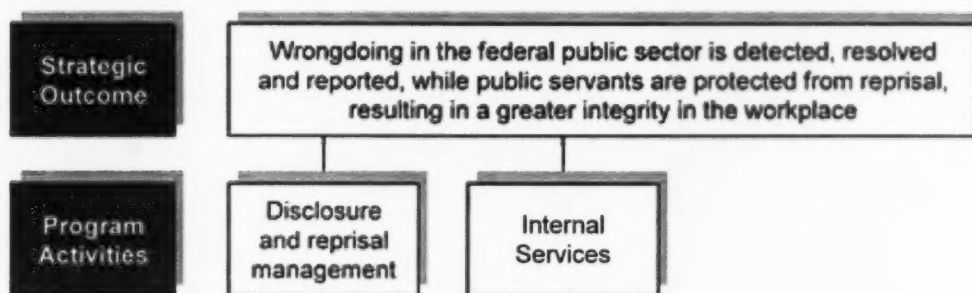 Strategic
Outcome
Wrongdoing in the federal public sector is detected, resolved
and reported, while public servants are protected from reprisal,
resulting in a greater integrity in the workplace
Program
Activities
Disclosure
and reprisal
management
Internal
Services